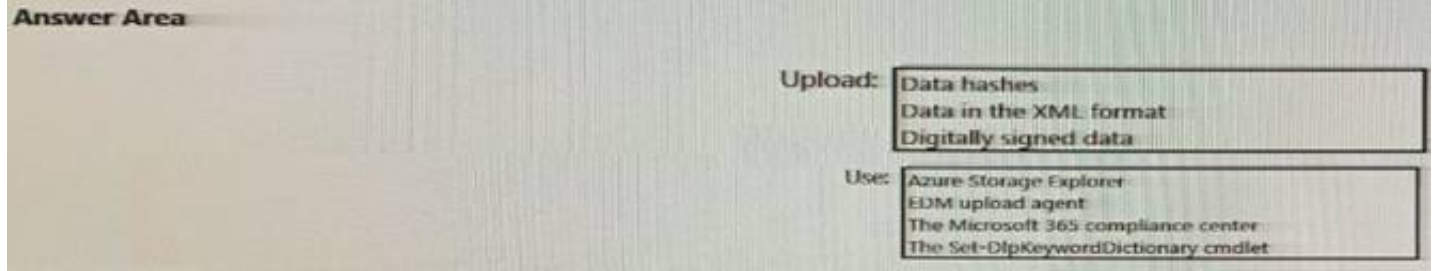 Answer Area
Upload: Data hashes
Data in the XML format
Digitally signed data
Use: Azure Storage Explorer
EDM upload agent
The Microsoft 365 compliance center
The Set-DlpKeywordDictionary cmdlet